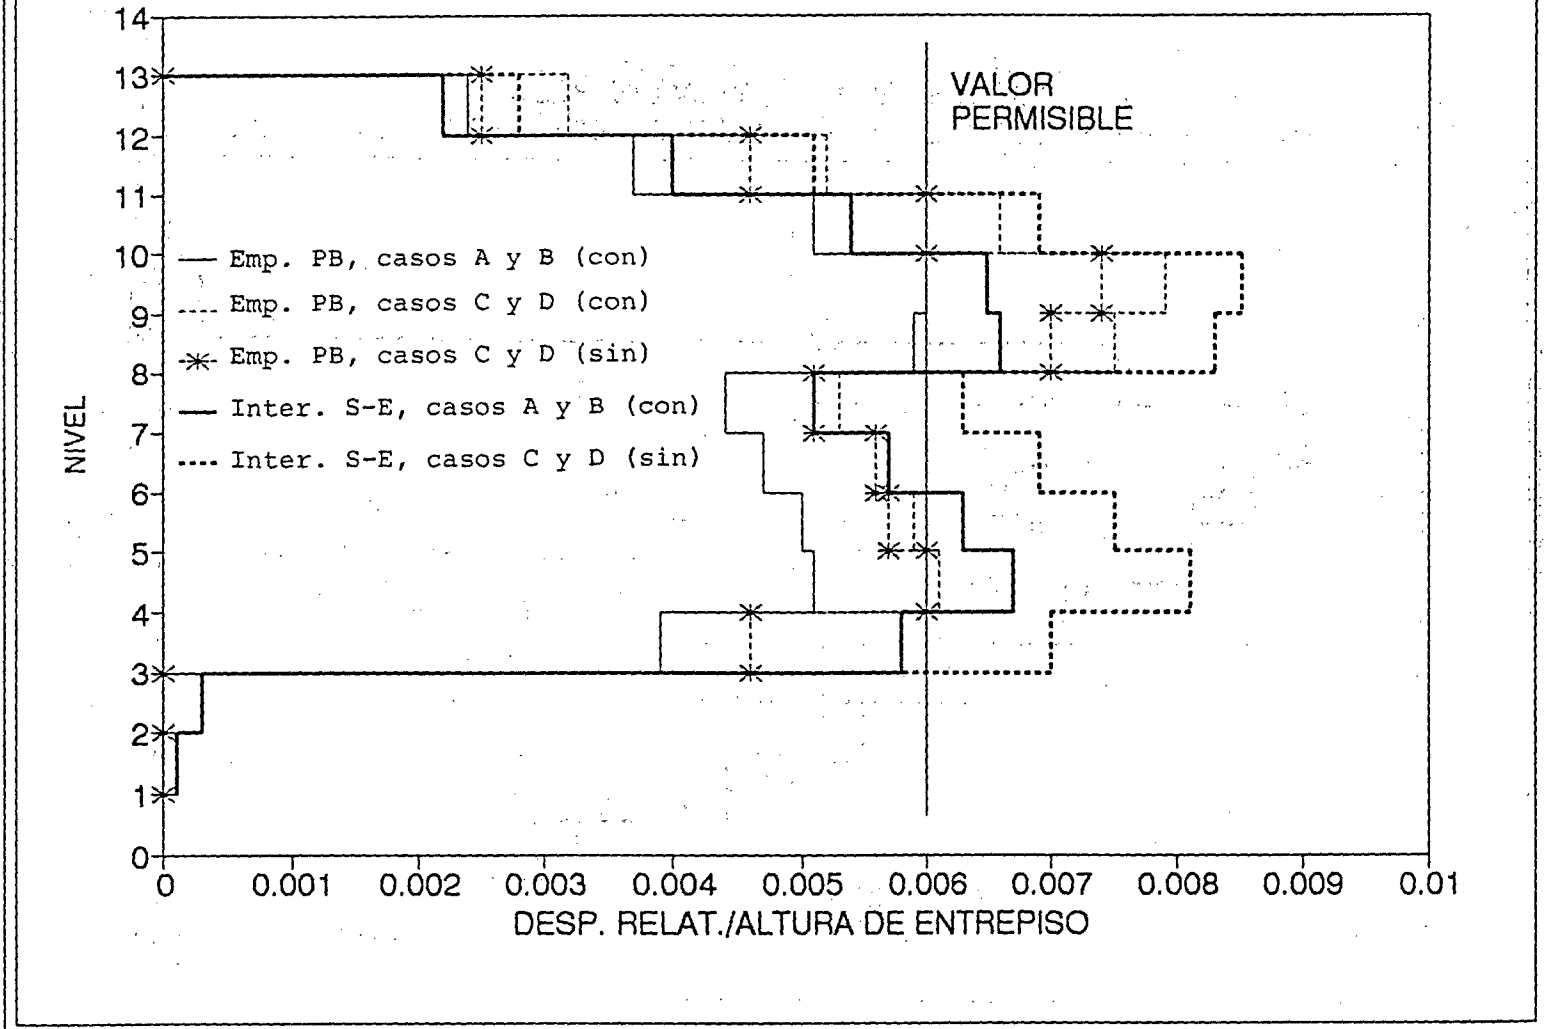 14
13
12
11
10
9
8
7
6
5
4
3
2
1
0
NIVEL
VALOR
PERMISIBLE
Emp. PB, casos A y B (con)
Emp. PB, casos C y D (con)
Emp. PB, casos C y D (sin)
Inter. S-E, casos A y B (con)
Inter. S-E, casos C y D (sin)
0 0.001 0.002 0.003 0.004 0.005 0.006 0.007 0.008 0.009 0.01
DESP. RELAT./ALTURA DE ENTREPISO